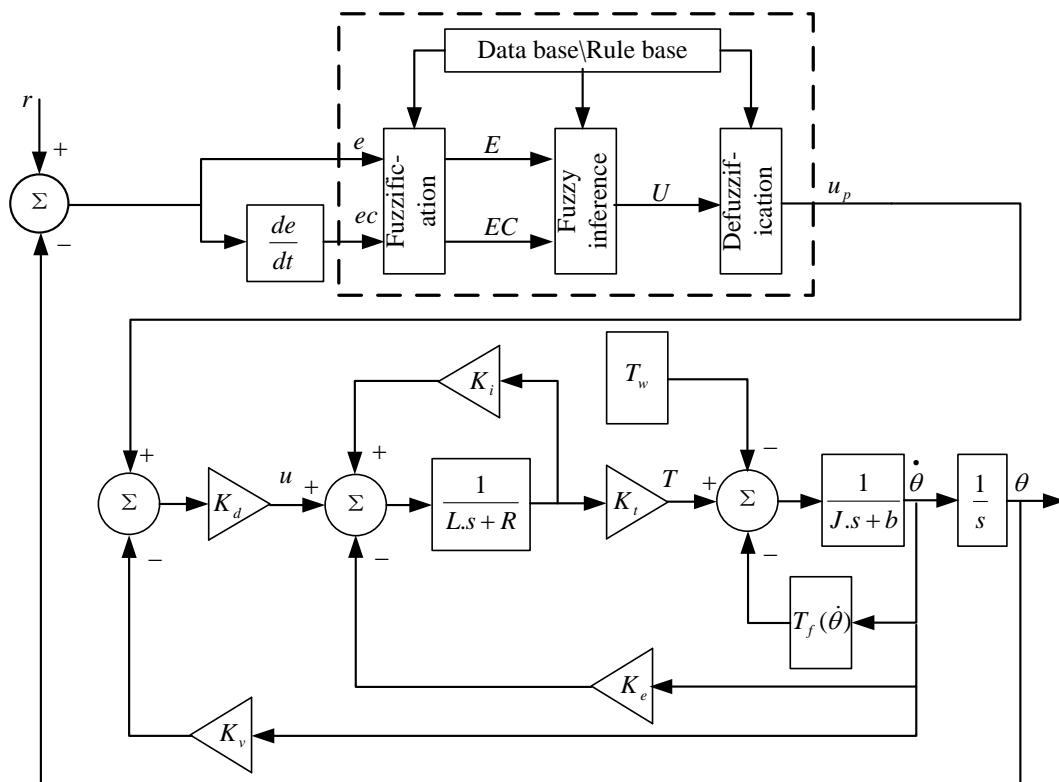 Data base\Rule base
r
+
Σ
−
e
ec
de
dt
Fuzzific-
ation
E
EC
Fuzzy
inference
U
Defuzzif-
ication
u_p
K_i
T_w
+
Σ
−
K_d
u
+
+
Σ
−
1
L.s + R
K_t
T
+
−
Σ
−
1
J.s + b
θ̇
1
s
θ
T_f(θ̇)
K_e
K_v